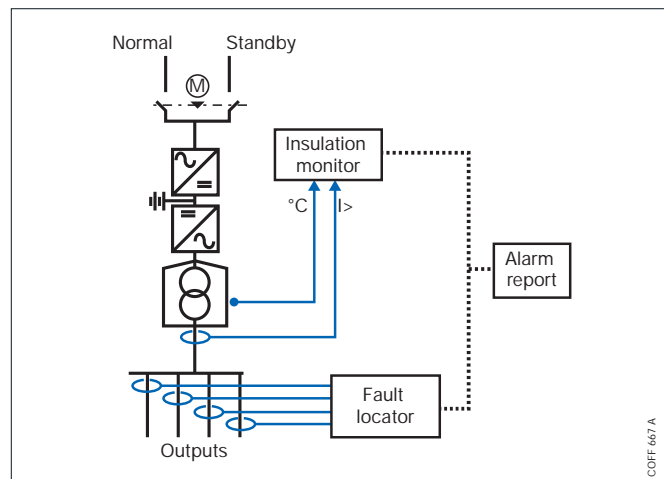 Normal Standby
M
Insulation
monitor
°C I>
Alarm
report
Fault
locator
Outputs
COFF 667 A